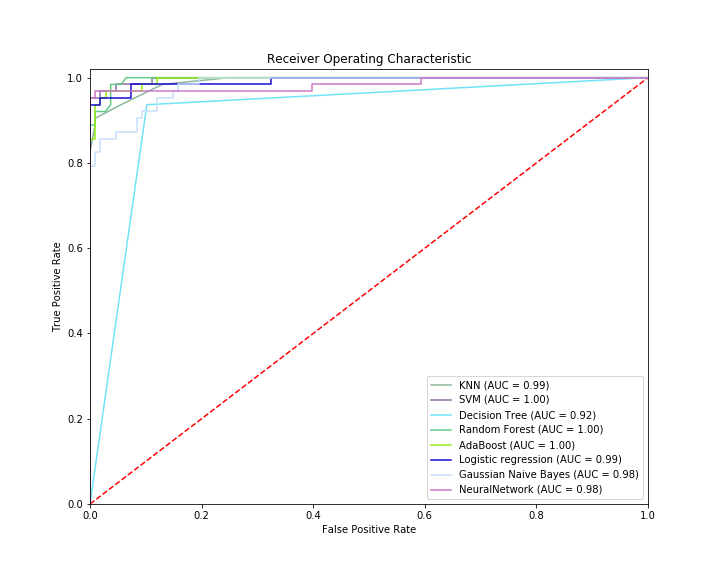 Receiver Operating Characteristic
1.0
0.8
0.6
0.4
0.2
0.0
True Positive Rate
KNN (AUC = 0.99)
SVM (AUC = 1.00)
Decision Tree (AUC = 0.92)
Random Forest (AUC = 1.00)
AdaBoost (AUC = 1.00)
Logistic regression (AUC = 0.99)
Gaussian Naive Bayes (AUC = 0.98)
NeuralNetwork (AUC = 0.98)
0.0 0.2 0.4 0.6 0.8 1.0
False Positive Rate